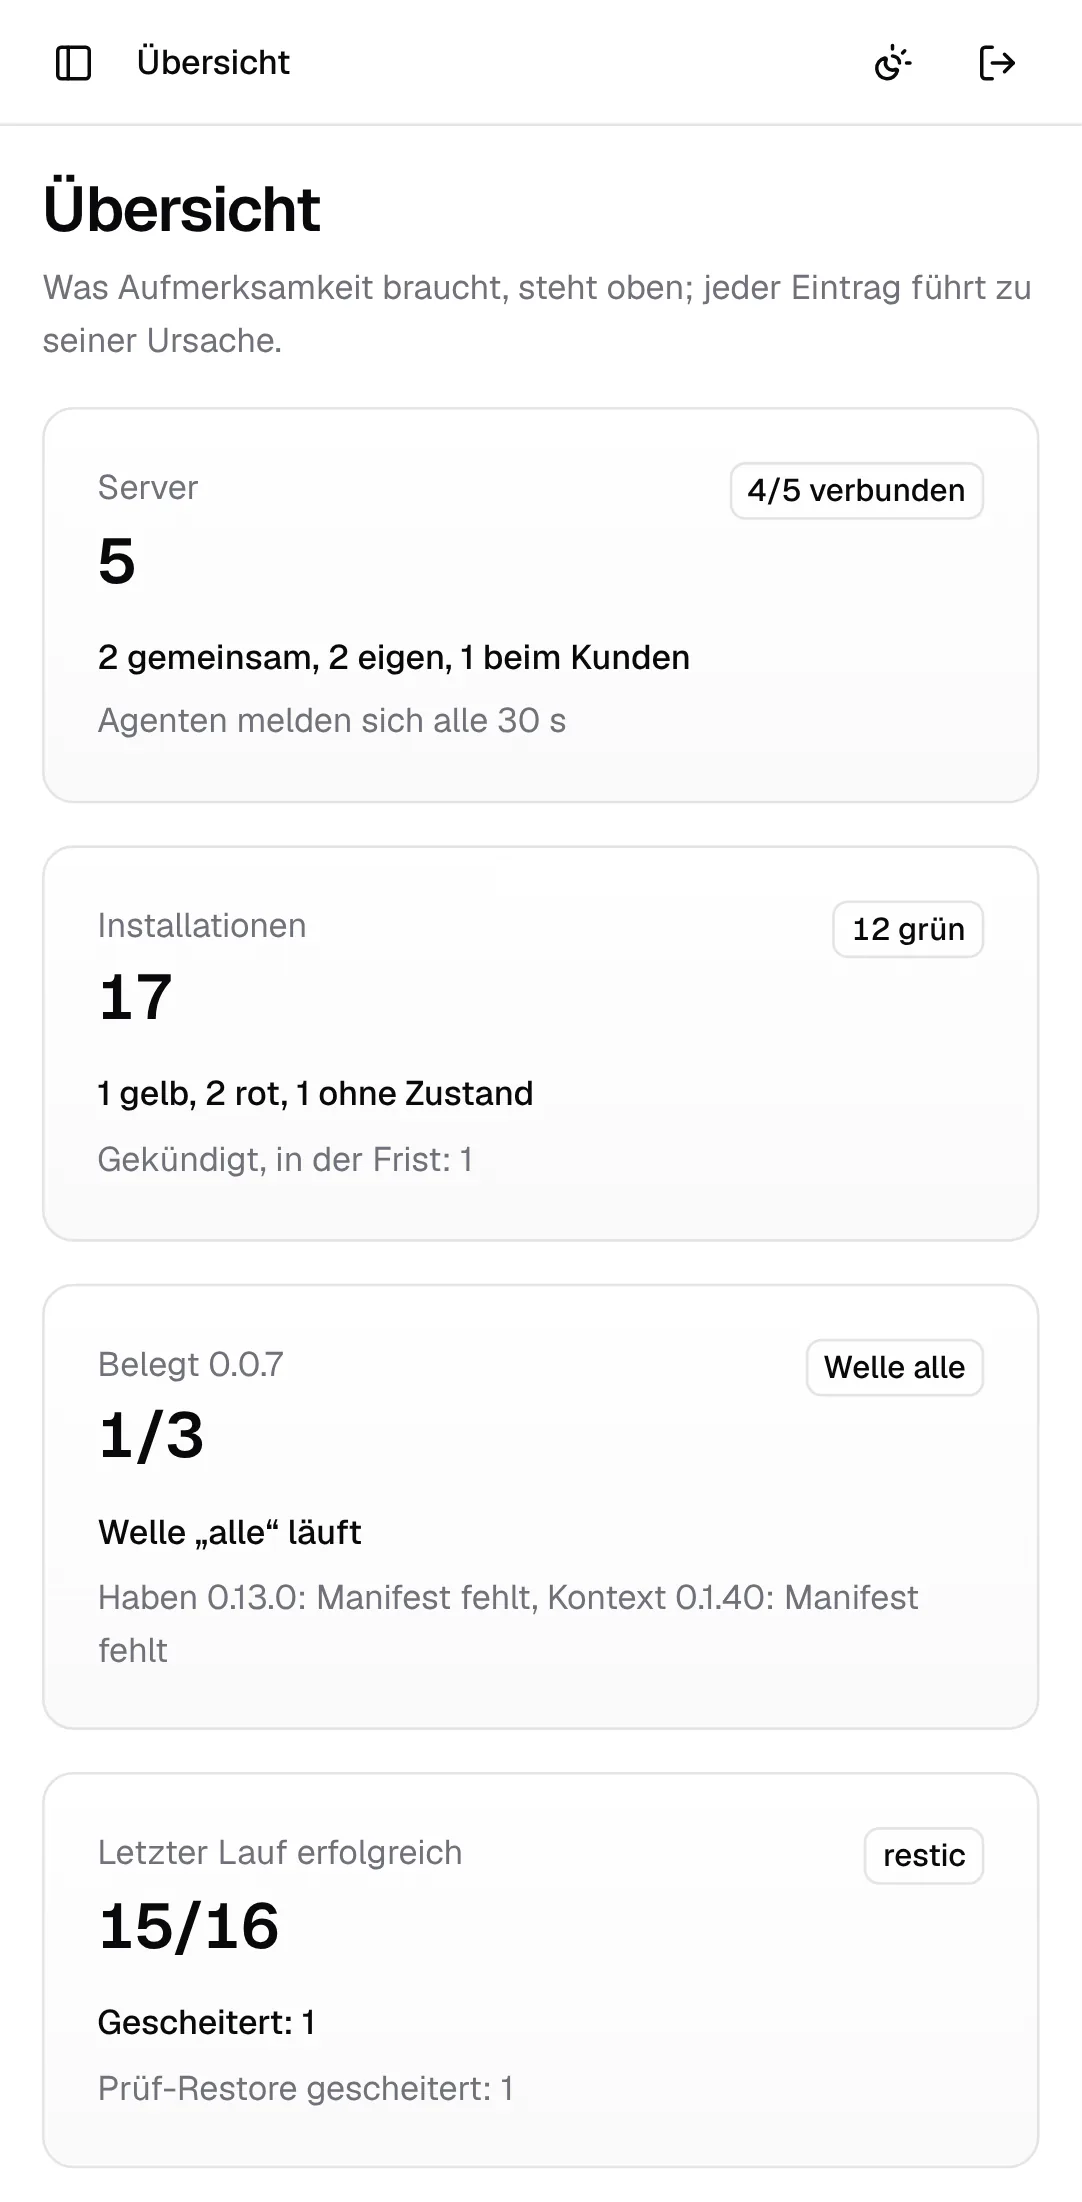 Übersicht
Übersicht
Was Aufmerksamkeit braucht, steht oben; jeder Eintrag führt zu
seiner Ursache.
Server
4/5 verbunden
5
2 gemeinsam, 2 eigen, 1 beim Kunden
Agenten melden sich alle 30 s
Installationen
12 grün
17
1 gelb, 2 rot, 1 ohne Zustand
Gekündigt, in der Frist: 1
Belegt 0.0.7
Welle alle
1/3
Welle „alle“ läuft
Haben 0.13.0: Manifest fehlt, Kontext 0.1.40: Manifest
fehlt
Letzter Lauf erfolgreich
restic
15/16
Gescheitert: 1
Prüf-Restore gescheitert: 1